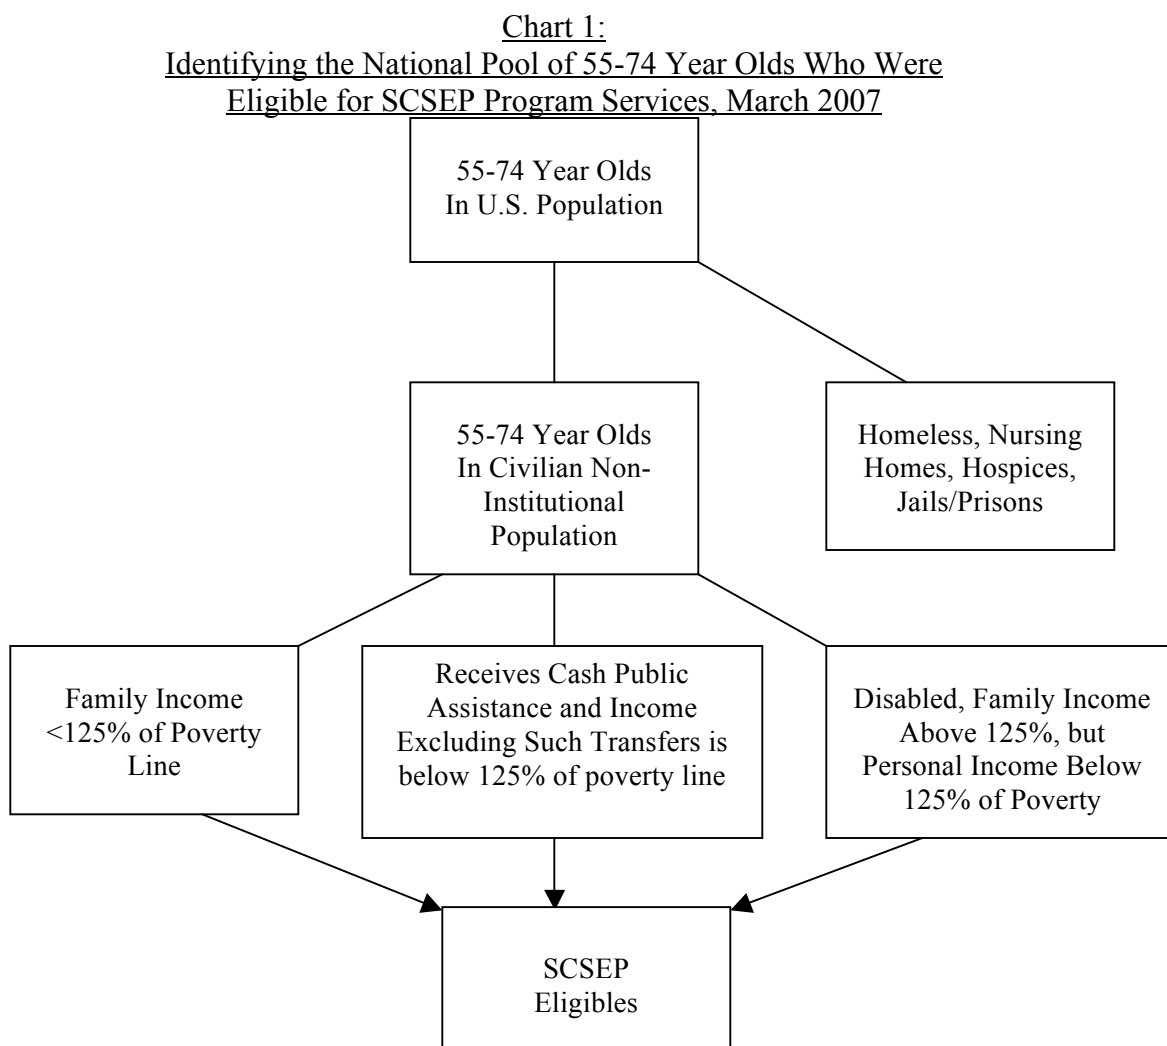 Chart 1:
Identifying the National Pool of 55-74 Year Olds Who Were
Eligible for SCSEP Program Services, March 2007
55-74 Year Olds
In U.S. Population
55-74 Year Olds
In Civilian Non-
Institutional
Population
Homeless, Nursing
Homes, Hospices,
Jails/Prisons
Family Income
<125% of Poverty
Line
Receives Cash Public
Assistance and Income
Excluding Such Transfers is
below 125% of poverty line
Disabled, Family Income
Above 125%, but
Personal Income Below
125% of Poverty
SCSEP
Eligibles